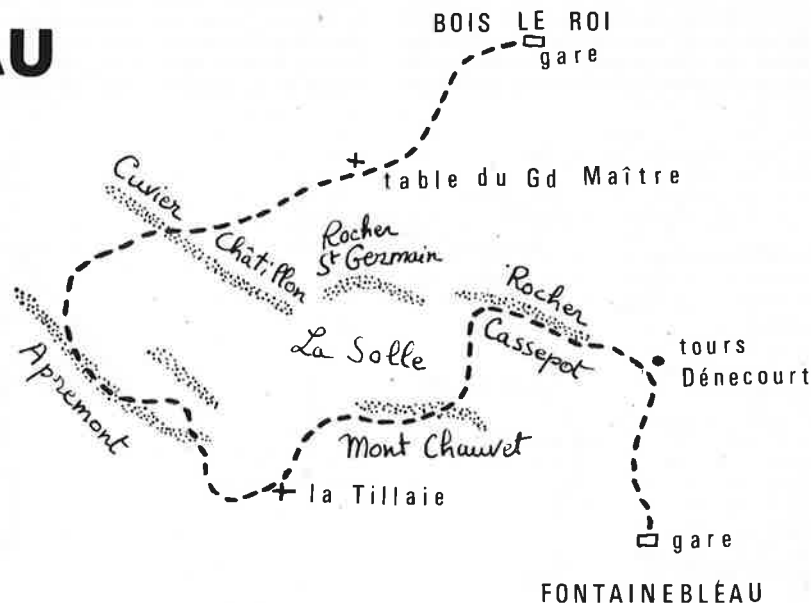 BOIS LE ROI
gare
AU
table du Gd Maître
Cuvier
Châtillon
Rocher
St Germain
Rocher
Cassepot
La Solle
tours
Dénecourt
Apremont
Mont Chauvet
la Tillaie
gare
FONTAINEBLÉAU